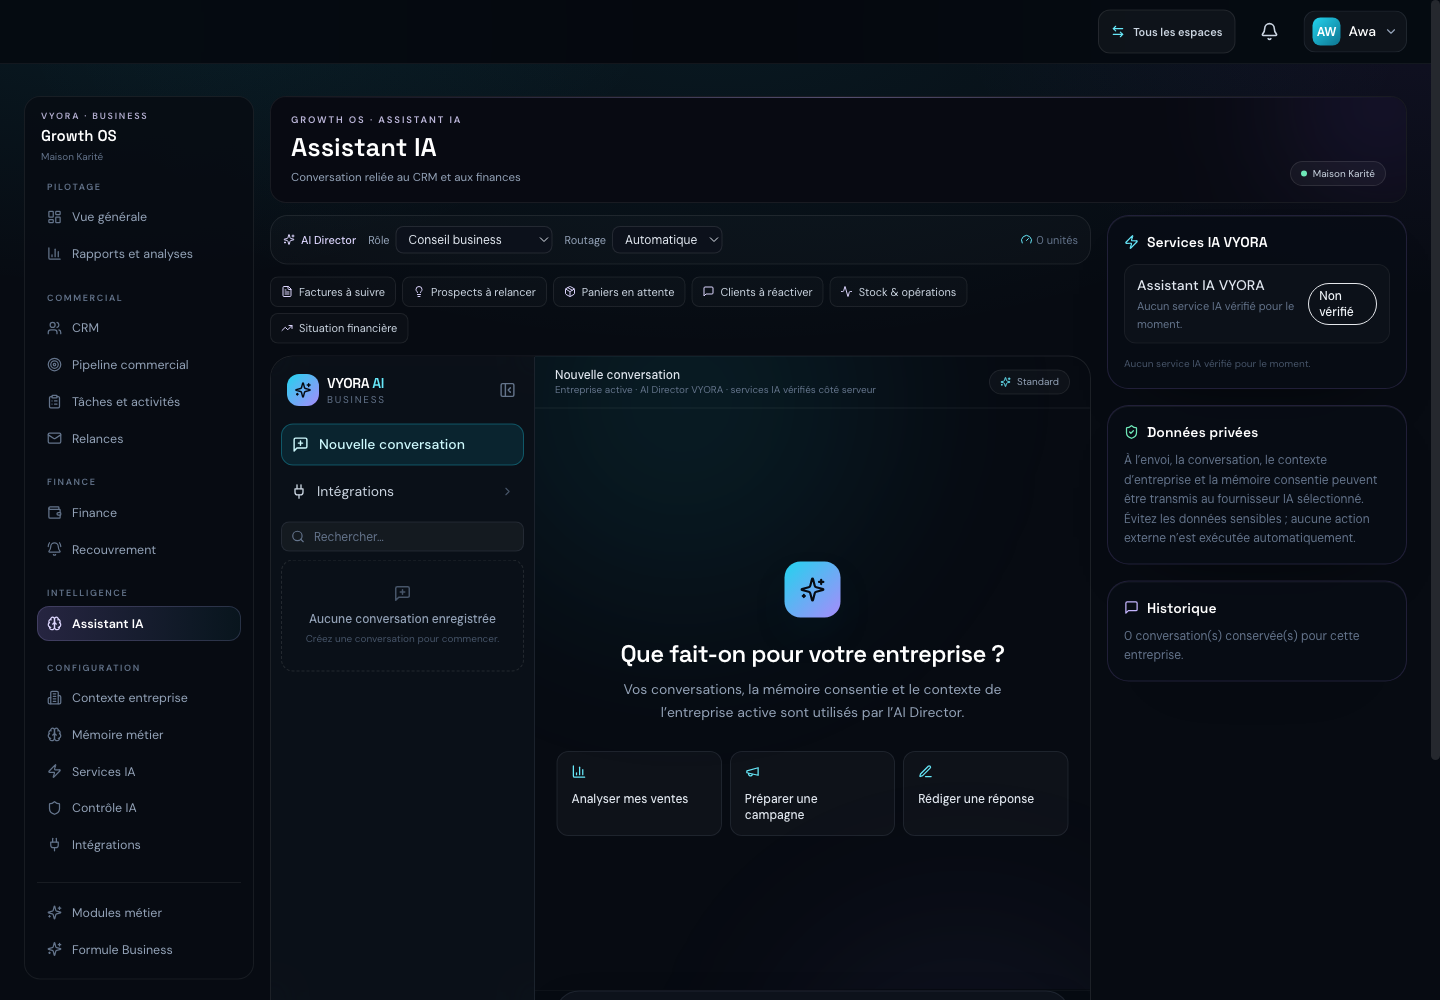 Tous les espaces
AW
Awa
VYORA · BUSINESS
Growth OS
Maison Karité
PILOTAGE
Vue générale
Rapports et analyses
COMMERCIAL
CRM
Pipeline commercial
Tâches et activités
Relances
FINANCE
Finance
Recouvrement
INTELLIGENCE
Assistant IA
CONFIGURATION
Contexte entreprise
Mémoire métier
Services IA
Contrôle IA
Intégrations
Modules métier
Formule Business
GROWTH OS · ASSISTANT IA
Assistant IA
Conversation reliée au CRM et aux finances
Maison Karité
AI Director
Rôle
Conseil business
Routage
Automatique
0 unités
Factures à suivre
Prospects à relancer
Paniers en attente
Clients à réactiver
Stock & opérations
Situation financière
VYORA AI
BUSINESS
Nouvelle conversation
Intégrations
Rechercher…
Aucune conversation enregistrée
Créez une conversation pour commencer.
Nouvelle conversation
Entreprise active · AI Director VYORA · services IA vérifiés côté serveur
Standard
Que fait-on pour votre entreprise ?
Vos conversations, la mémoire consentie et le contexte de
l’entreprise active sont utilisés par l’AI Director.
Analyser mes ventes
Préparer une
campagne
Rédiger une réponse
Services IA VYORA
Assistant IA VYORA
Aucun service IA vérifié pour le
moment.
Non
vérifié
Aucun service IA vérifié pour le moment.
Données privées
À l’envoi, la conversation, le contexte
d’entreprise et la mémoire consentie peuvent
être transmis au fournisseur IA sélectionné.
Évitez les données sensibles ; aucune action
externe n’est exécutée automatiquement.
Historique
0 conversation(s) conservée(s) pour cette
entreprise.